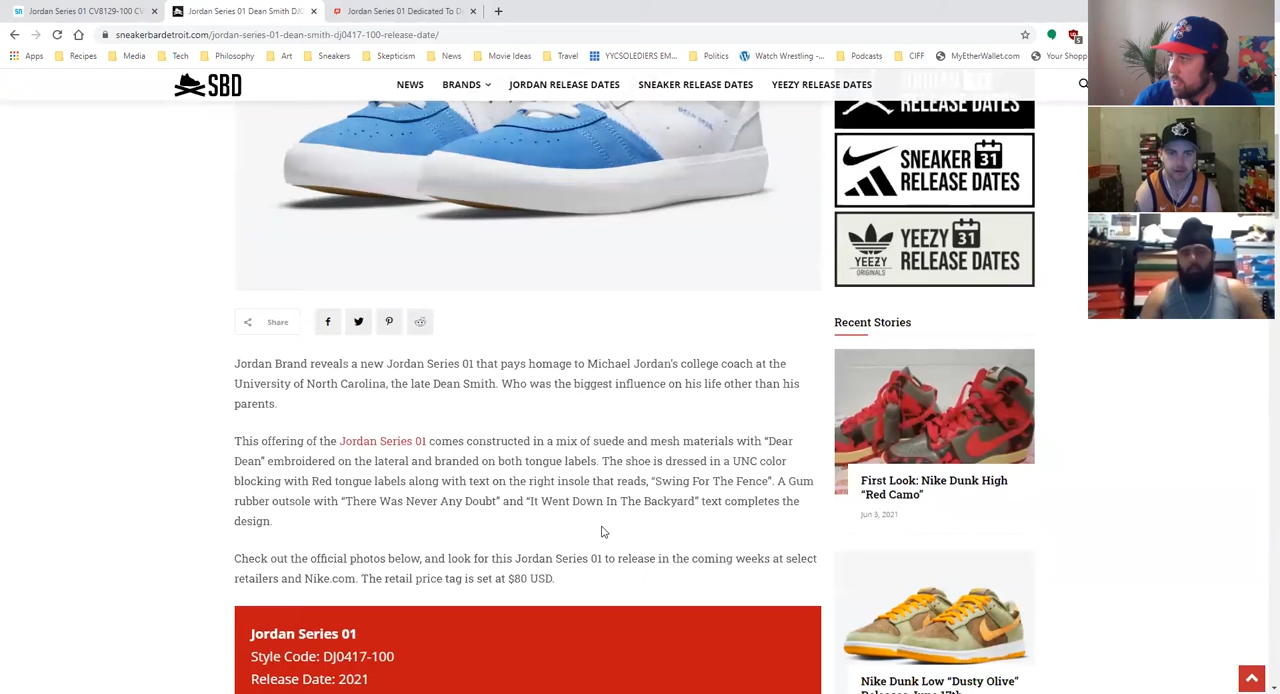 Jordan Series 01 CV8129-100 CV
Jordan Series 01 Dean Smith DJ0
Jordan Series 01 Dedicated To D
sneakerbardetroit.com/jordan-series-01-dean-smith-dj0417-100-release-date/
Apps Recipes Media Tech Philosophy Art Sneakers Skepticism News Movie Ideas Travel YYCSOLEDIERS EM... Politics Watch Wrestling -... Podcasts CIFF MyEtherWallet.com Your Shopp
SBD
NEWS BRANDS JORDAN RELEASE DATES SNEAKER RELEASE DATES YEEZY RELEASE DATES
RELEASE DATES
SNEAKER 31
RELEASE DATES
YEEZY 31
RELEASE DATES
YEEZY
ORIGINALS
Share
Recent Stories
Jordan Brand reveals a new Jordan Series 01 that pays homage to Michael Jordan's college coach at the
University of North Carolina, the late Dean Smith. Who was the biggest influence on his life other than his
parents.
This offering of the Jordan Series 01 comes constructed in a mix of suede and mesh materials with "Dear
Dean" embroidered on the lateral and branded on both tongue labels. The shoe is dressed in a UNC color
blocking with Red tongue labels along with text on the right insole that reads, "Swing For The Fence". A Gum
rubber outsole with "There Was Never Any Doubt" and "It Went Down In The Backyard" text completes the
design.
Check out the official photos below, and look for this Jordan Series 01 to release in the coming weeks at select
retailers and Nike.com. The retail price tag is set at $80 USD.
Jordan Series 01
Style Code: DJ0417-100
Release Date: 2021
First Look: Nike Dunk High
"Red Camo"
Jun 3, 2021
Nike Dunk Low "Dusty Olive"
Releases June 17th